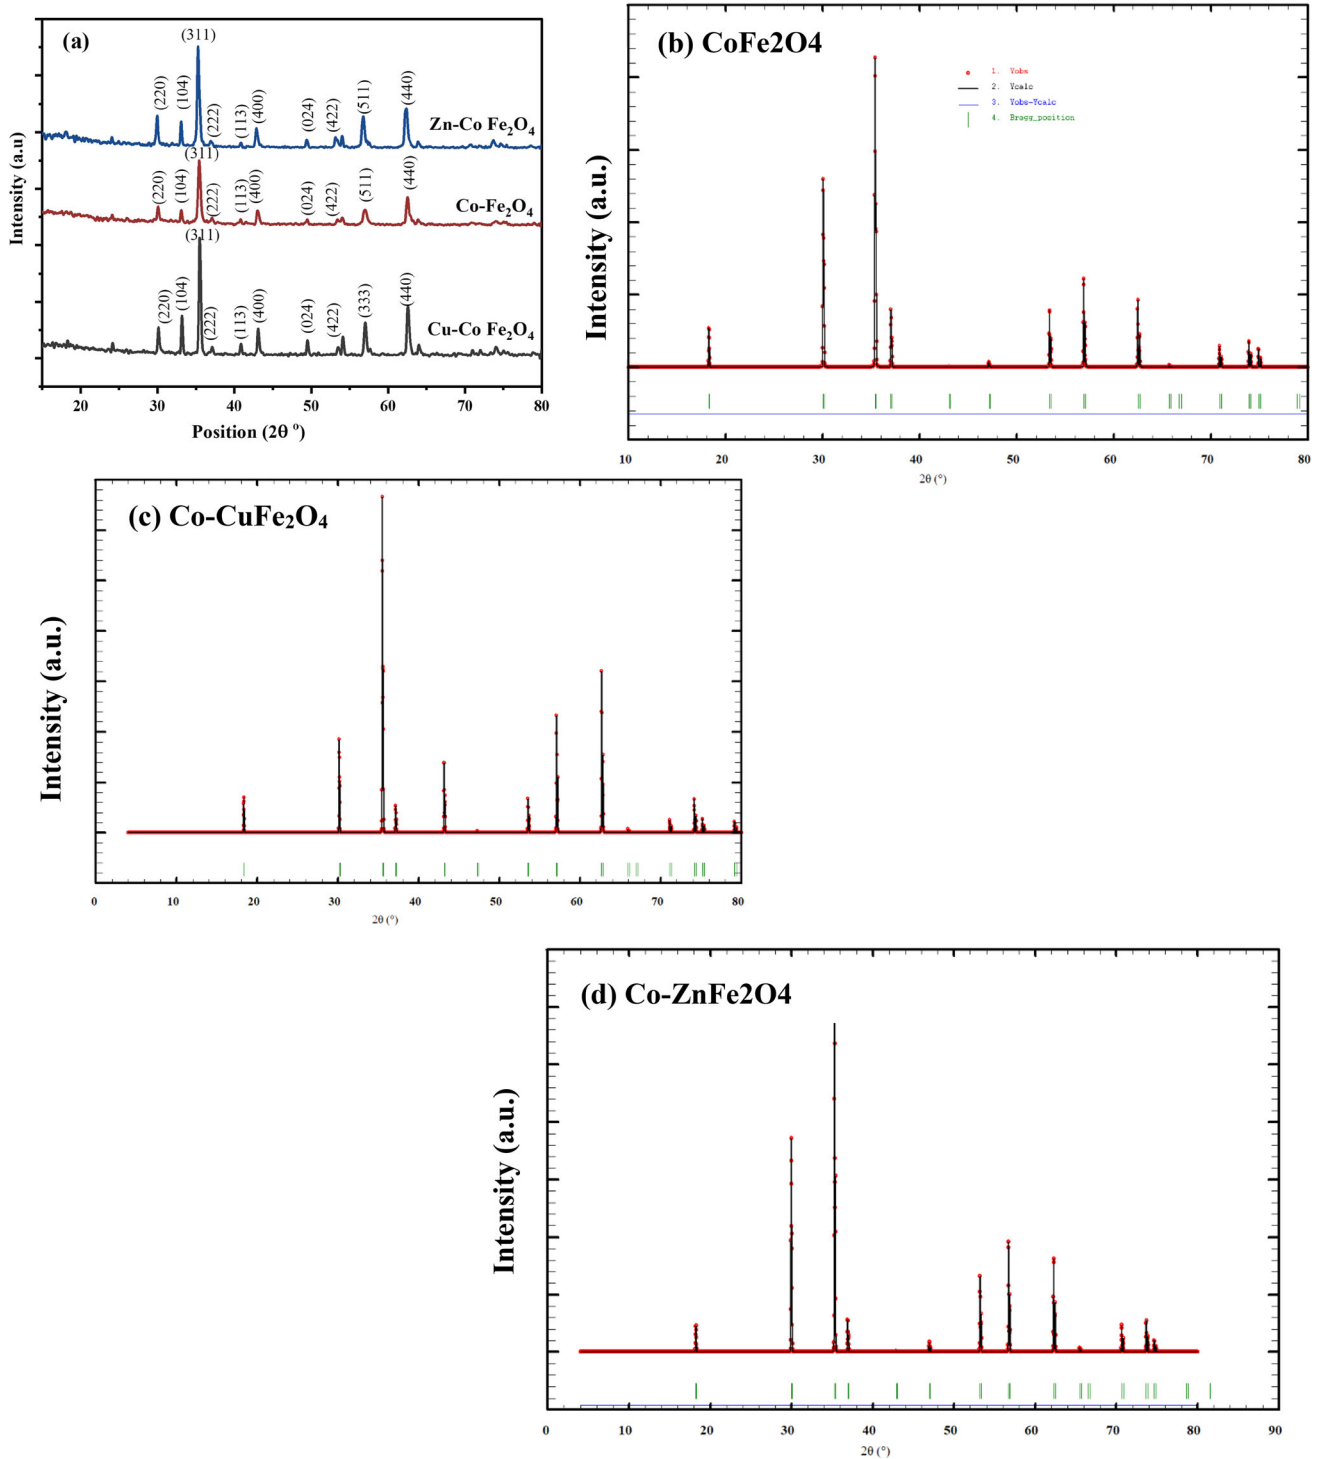 (a)
(311)
(220)
(104)
(222)
(113)
(400)
(024)
(422)
(511)
(440)
Zn-Co Fe₂O₄
(311)
(220)
(104)
(222)
(113)
(400)
(024)
(422)
(511)
(440)
Co-Fe₂O₄
(311)
(220)
(104)
(222)
(113)
(400)
(024)
(422)
(333)
(440)
Cu-Co Fe₂O₄
Intensity (a.u)
20 30 40 50 60 70 80
Position (2θ °)
(b) CoFe2O4
1. Yobs
2. Ycalc
3. Yobs-Ycalc
4. Bragg_position
Intensity (a.u.)
10 20 30 40 50 60 70 80
2θ (°)
(c) Co-CuFe₂O₄
Intensity (a.u.)
0 10 20 30 40 50 60 70 80
2θ (°)
(d) Co-ZnFe2O4
Intensity (a.u.)
0 10 20 30 40 50 60 70 80 90
2θ (°)